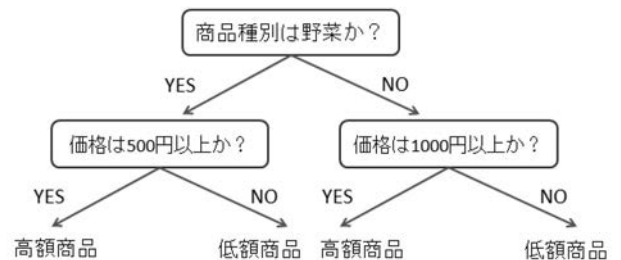 商品種別は野菜か？
YES
NO
価格は500円以上か？
価格は1000円以上か？
YES
NO
YES
NO
高額商品
低額商品
高額商品
低額商品